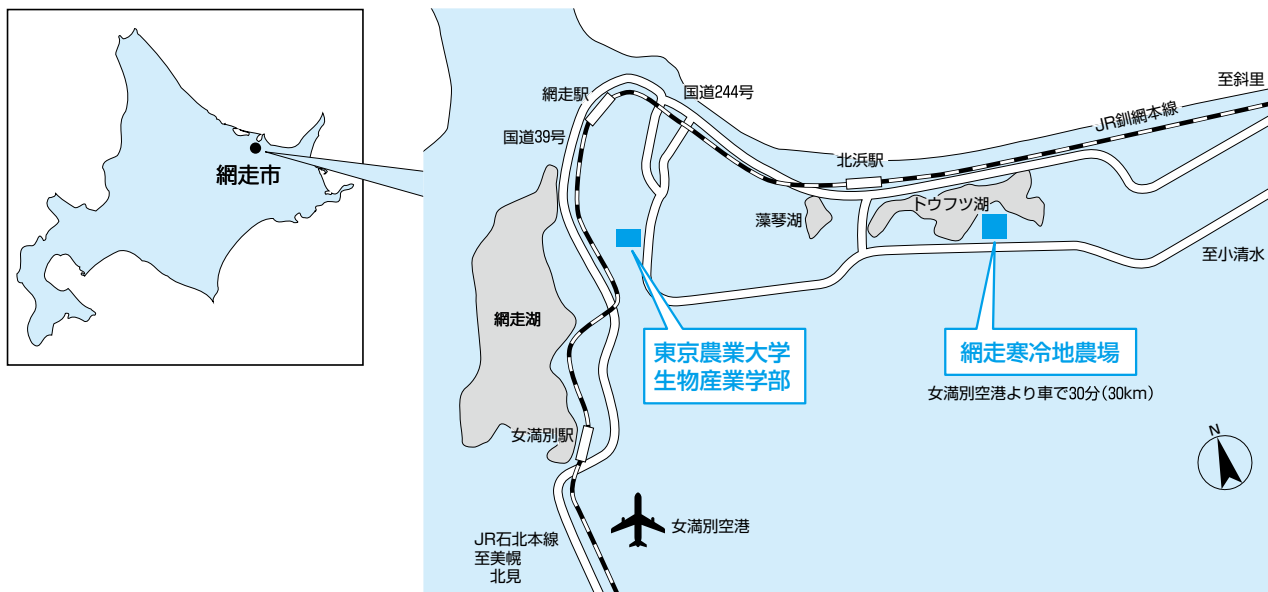 網走市
網走駅
国道244号
国道39号
至斜里
JR釧網本線
北浜駅
藻琴湖
トウフツ湖
至小清水
網走湖
東京農業大学
生物産業学部
網走寒冷地農場
女満別空港より車で30分(30km)
女満別駅
N
女満別空港
JR石北本線
至美幌
北見